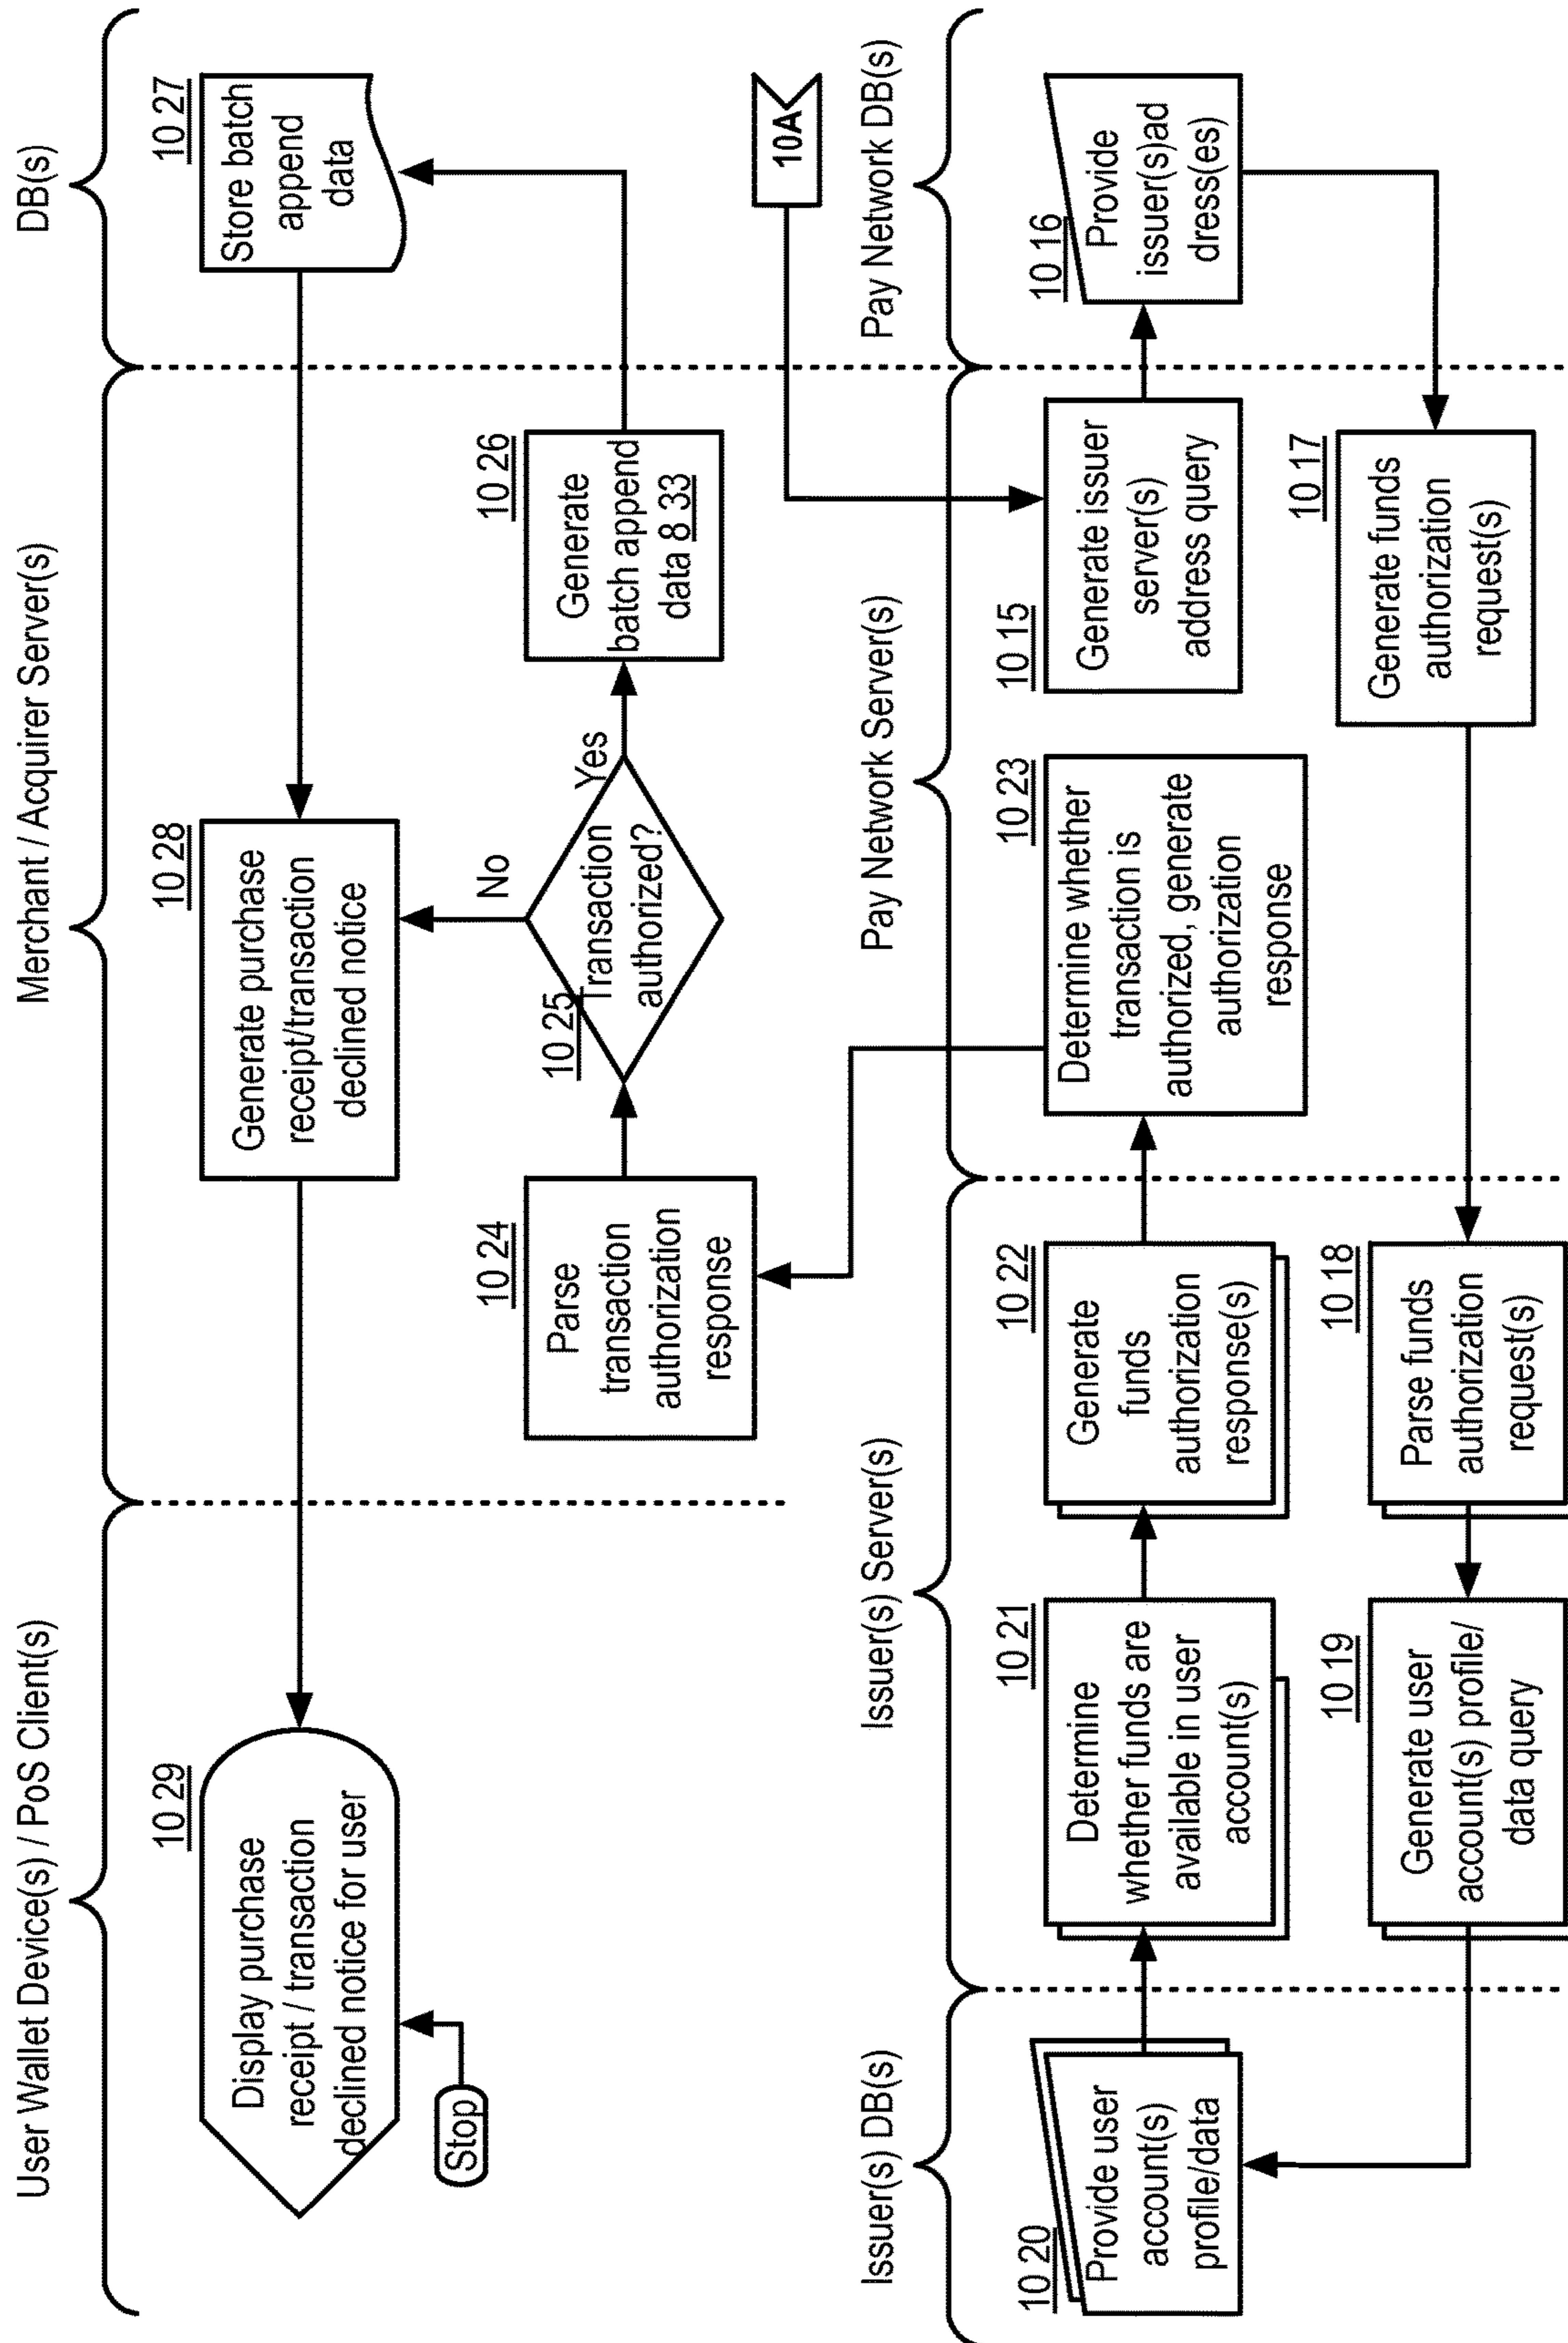 User Wallet Device(s) / PoS Client(s)
Merchant / Acquirer Server(s)
DB(s)
10 29
Display purchase
receipt / transaction
declined notice for user
Stop
10 28
Generate purchase
receipt/transaction
declined notice
10 27
Store batch
append
data
10 24
Parse
transaction
authorization
response
10 25
Transaction
authorized?
No
Yes
10 26
Generate
batch append
data 8 33
10A
Issuer(s) DB(s)
Issuer(s) Server(s)
Pay Network Server(s)
Pay Network DB(s)
10 20
Provide user
account(s)
profile/data
10 21
Determine
whether funds are
available in user
account(s)
10 22
Generate
funds
authorization
response(s)
10 23
Determine whether
transaction is
authorized, generate
authorization
response
10 15
Generate issuer
server(s)
address query
10 16
Provide
issuer(s)ad
dress(es)
10 19
Generate user
account(s) profile/
data query
10 18
Parse funds
authorization
request(s)
10 17
Generate funds
authorization
request(s)